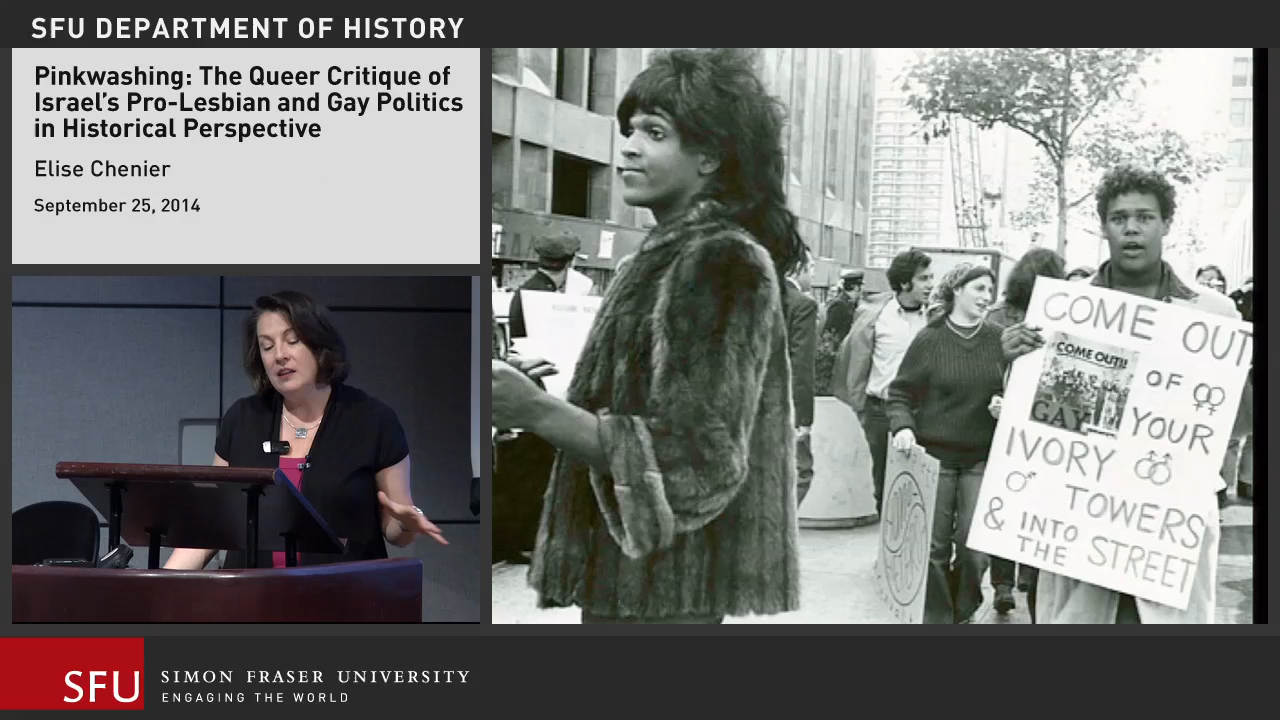 SFU DEPARTMENT OF HISTORY
Pinkwashing: The Queer Critique of
Israel's Pro-Lesbian and Gay Politics
in Historical Perspective
Elise Chenier
September 25, 2014
COME OUT
COME OUT!!
GAY
OF
YOUR
IVORY
TOWERS
& INTO
THE STREET
SFU
SIMON FRASER UNIVERSITY
ENGAGING THE WORLD